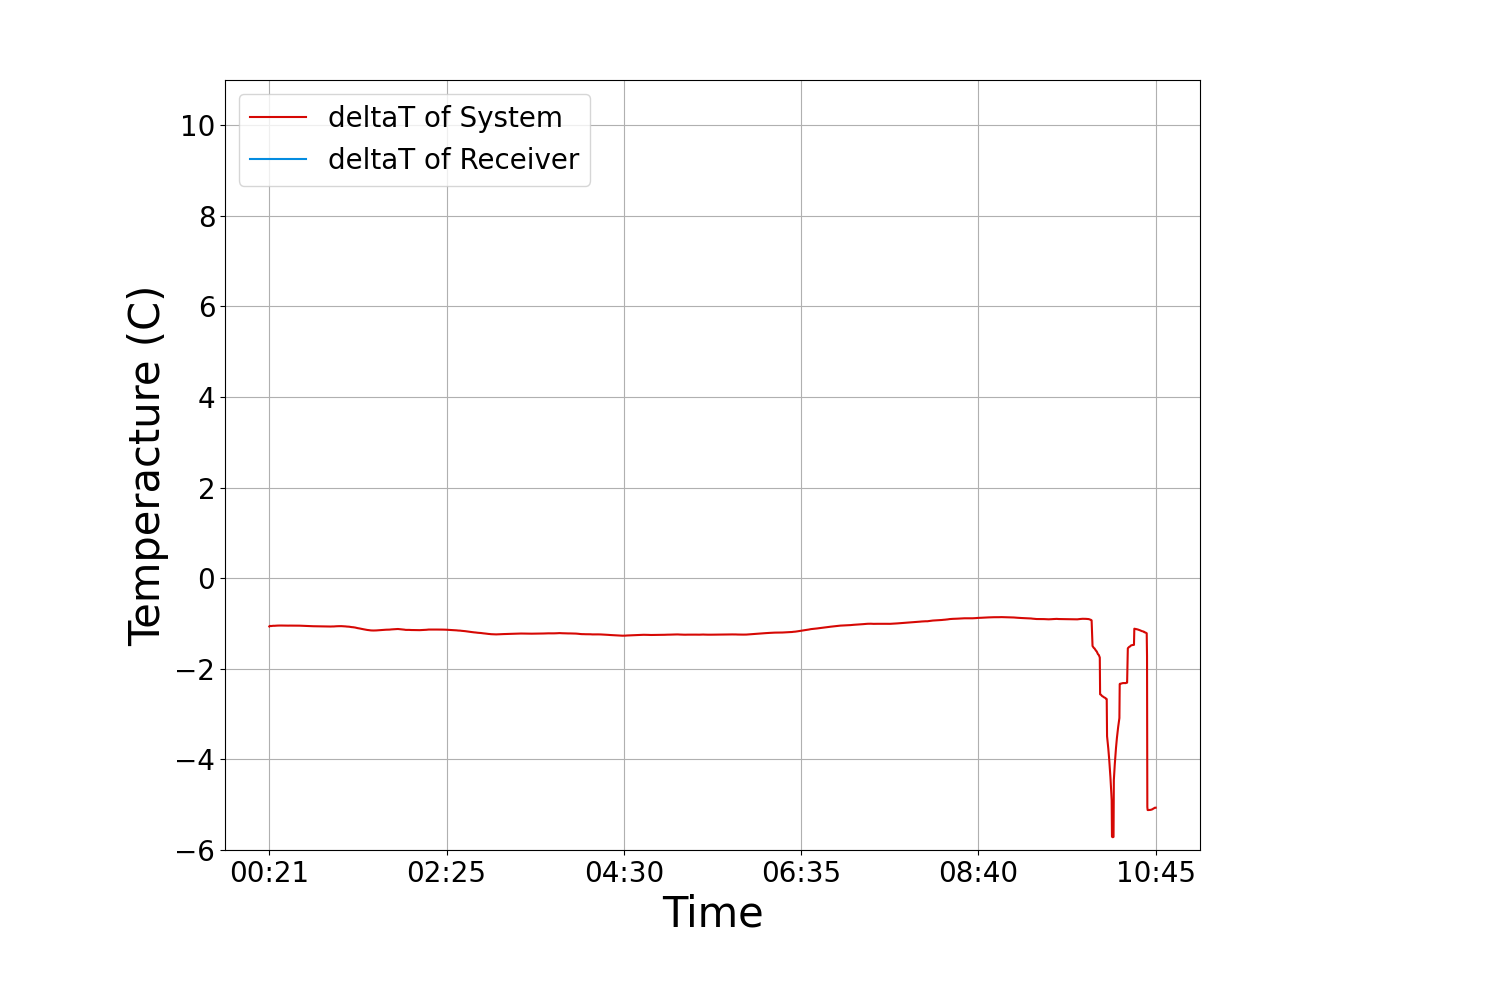 deltaT of System
deltaT of Receiver
10
8
6
4
2
0
−2
−4
−6
Temperacture (C)
00:21 02:25 04:30 06:35 08:40 10:45
Time